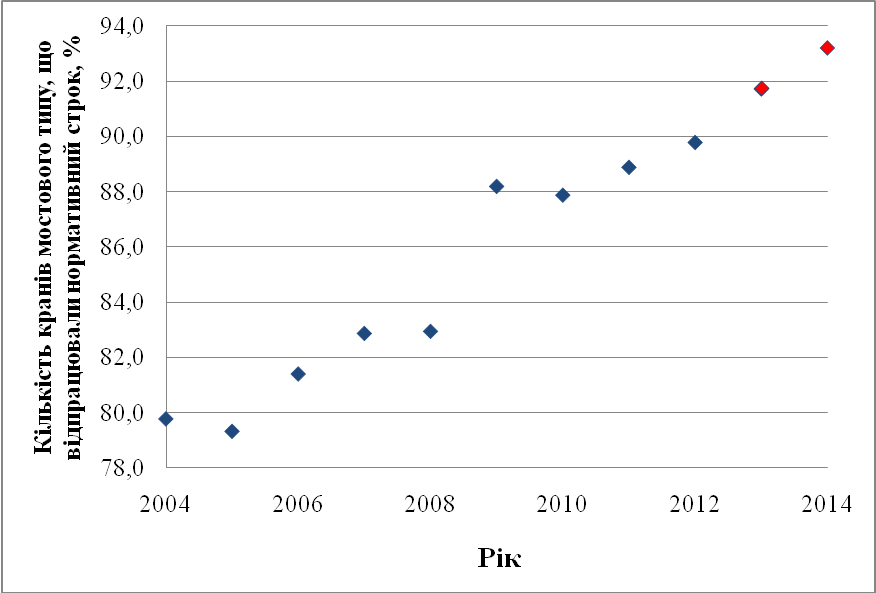 Кількість кранів мостового типу, що
відпрацювали нормативний строк, %
94,0
92,0
90,0
88,0
86,0
84,0
82,0
80,0
78,0
2004 2006 2008 2010 2012 2014
Рік